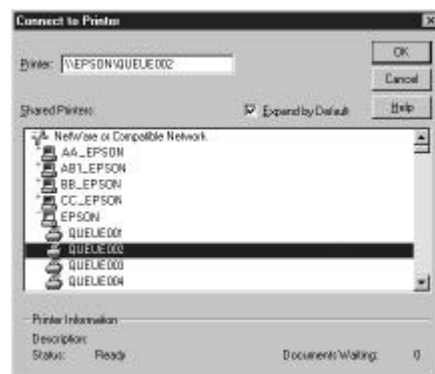 Connect to Printer
Printer: \\EPSON\QUEUE002
OK
Cancel
Help
Shared Printers:
Expand by Default
NetWare or Compatible Network
AA_EPSON
AB1_EPSON
BB_EPSON
CC_EPSON
EPSON
QUEUE001
QUEUE002
QUEUE003
QUEUE004
Printer Information
Description:
Status: Ready
Documents Waiting: 0